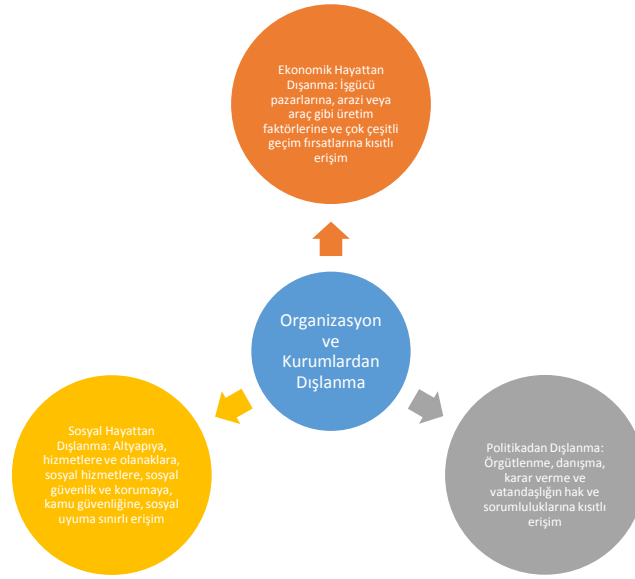 Ekonomik Hayattan
Dışanma: İşgücü
pazarlarına, arazi veya
araç gibi üretim
faktörlerine ve çok çeşitli
geçim fırsatlarına kısıtlı
erişim
Organizasyon
ve
Kurumlardan
Dışlanma
Sosyal Hayattan
Dışlanma: Altyapıya,
hizmetlere ve olanaklara,
sosyal hizmetlere, sosyal
güvenlik ve korumaya,
kamu güvenliğine, sosyal
uyuma sınırlı erişim
Politikadan Dışlanma:
Örgütlenme, danışma,
karar verme ve
vatandaşlığın hak ve
sorumluluklarına kısıtlı
erişim